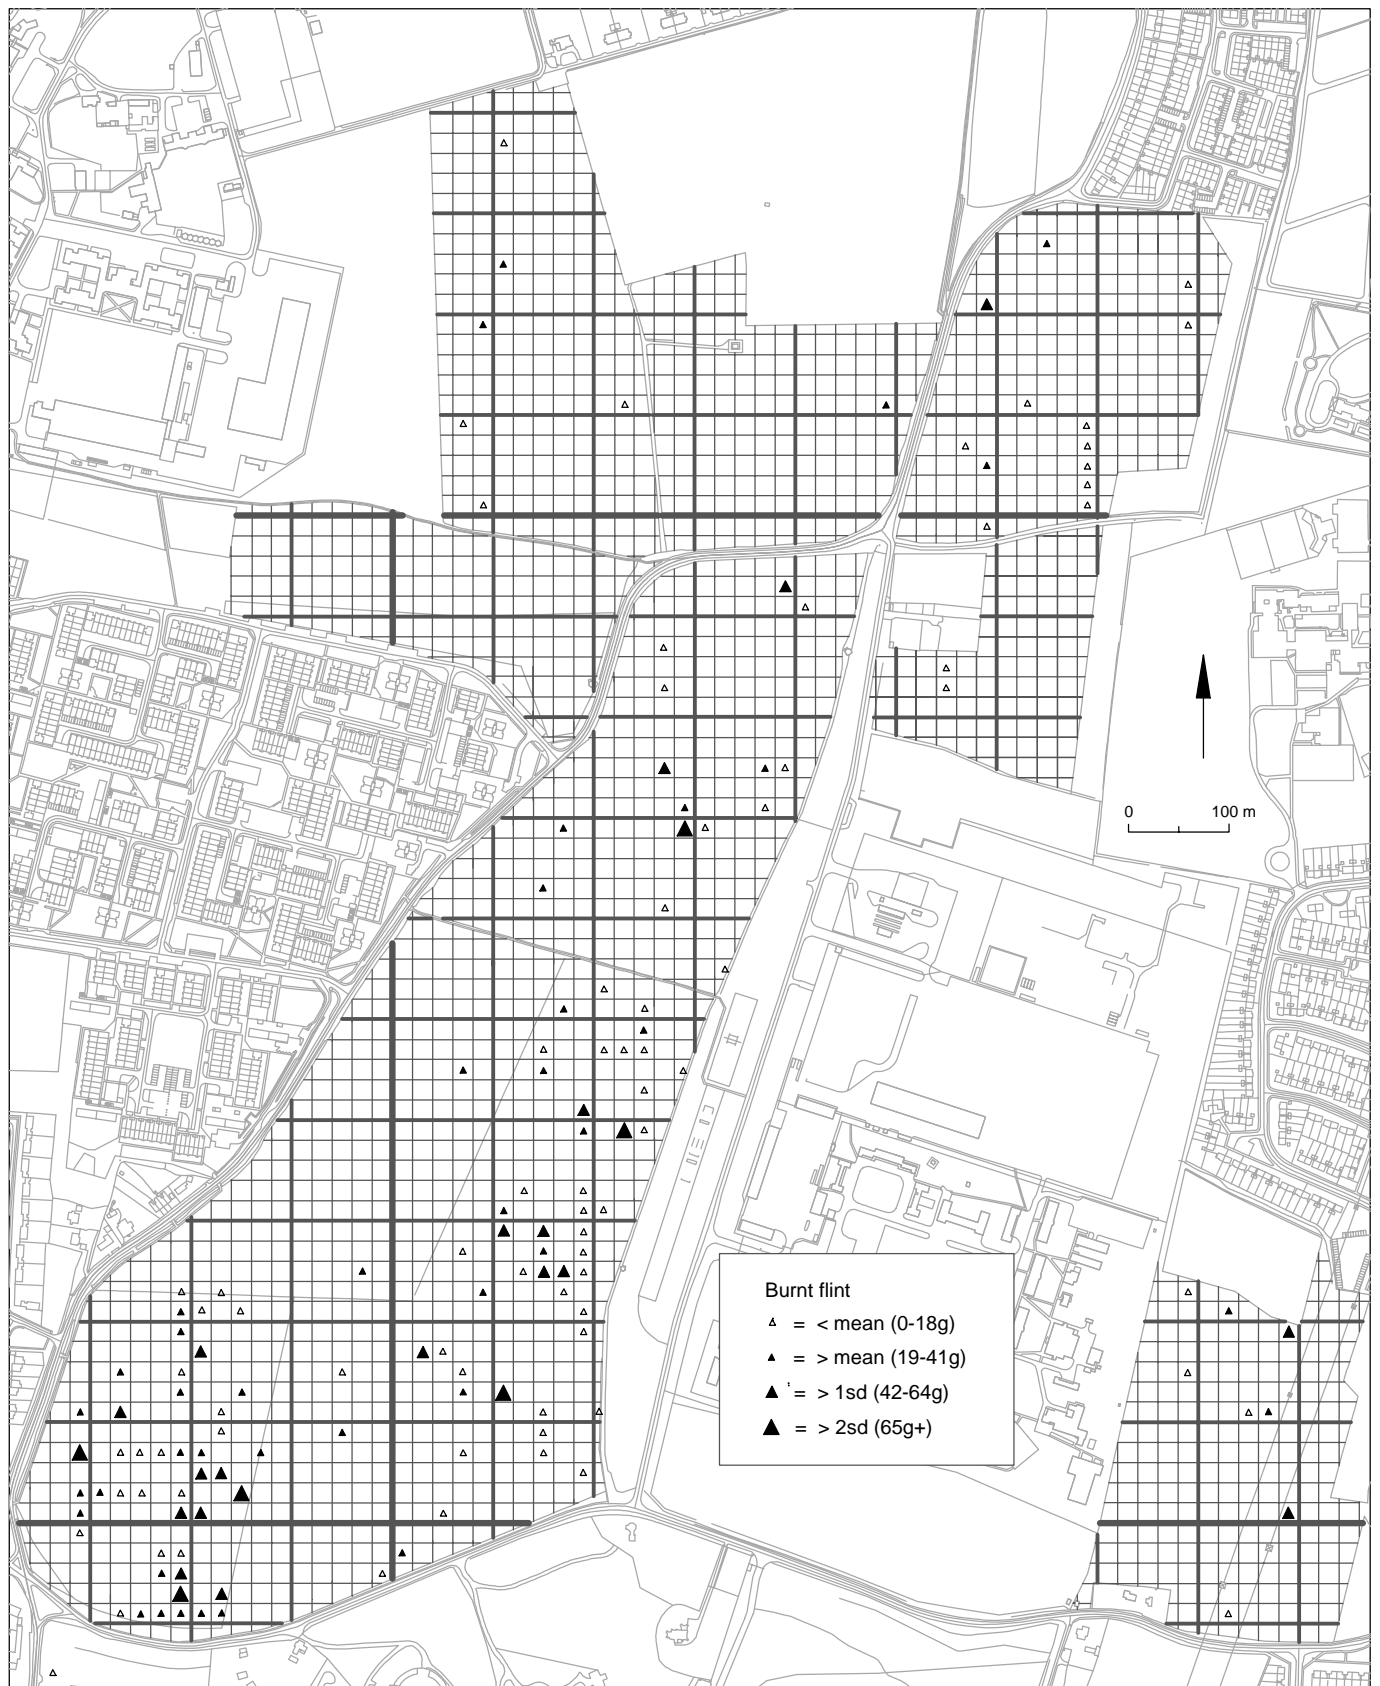 0 100 m
Burnt flint
= < mean (0-18g)
= > mean (19-41g)
= > 1sd (42-64g)
= > 2sd (65g+)